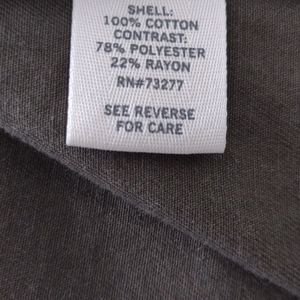 SHELL:
100% COTTON
CONTRAST:
78% POLYESTER
22% RAYON
RN#73277
SEE REVERSE
FOR CARE